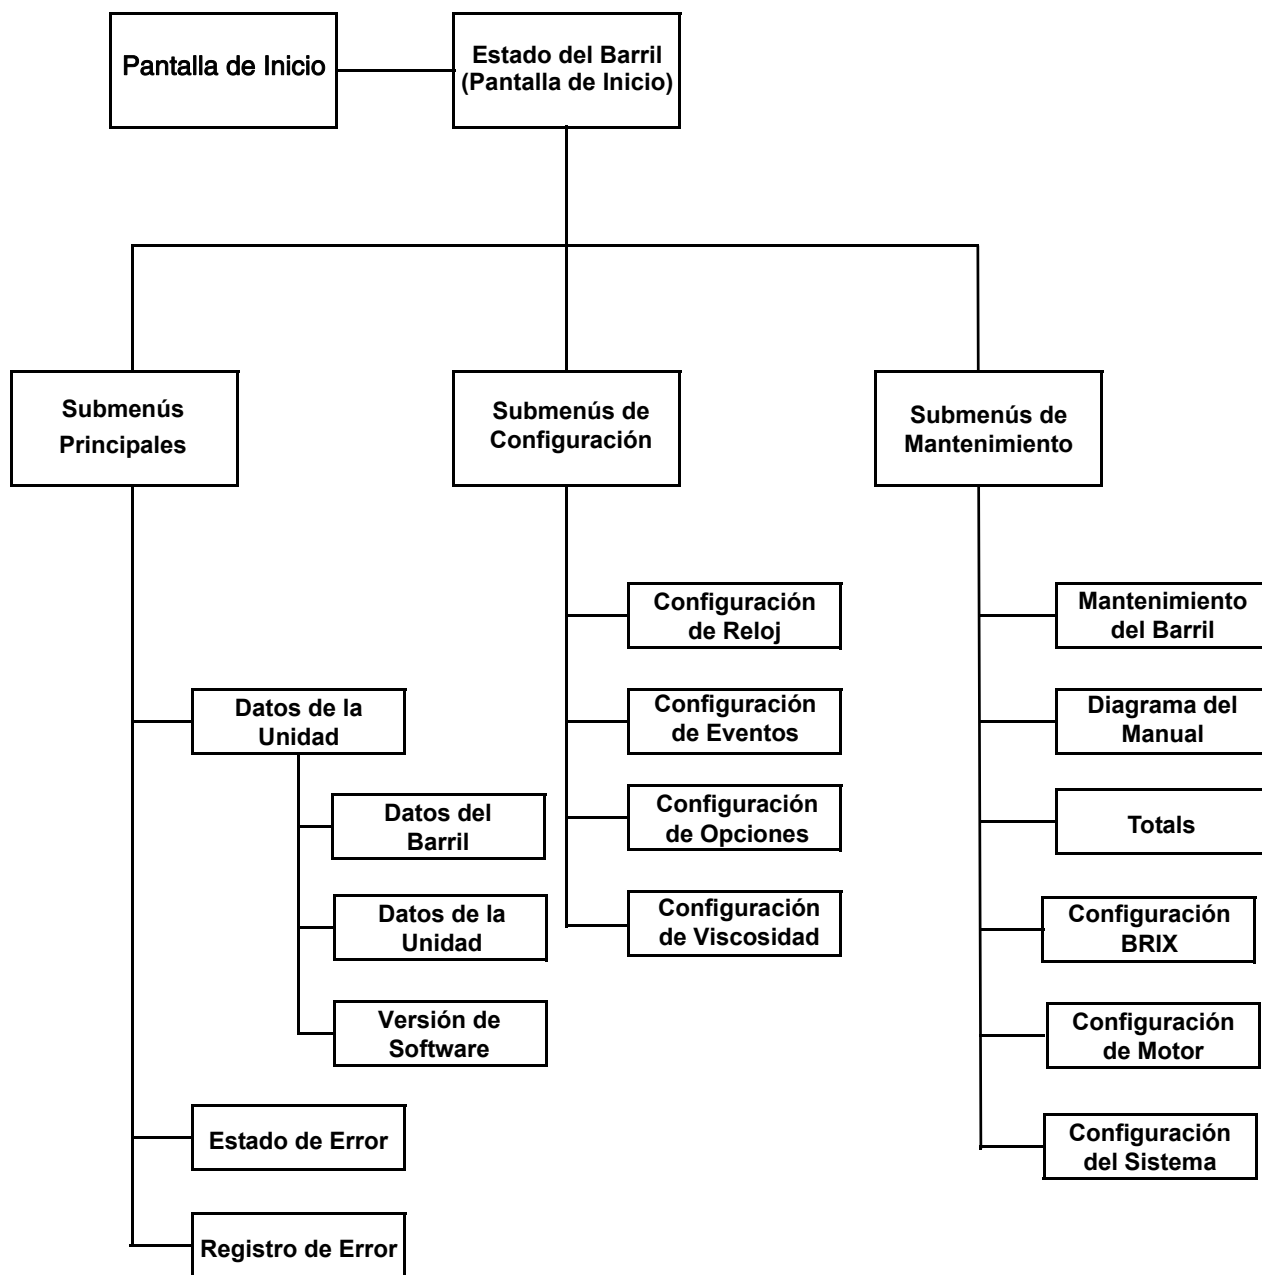 Pantalla de Inicio
Estado del Barril
(Pantalla de Inicio)
Submenús
Principales
Submenús de
Configuración
Submenús de
Mantenimiento
Datos de la
Unidad
Datos del
Barril
Datos de la
Unidad
Versión de
Software
Estado de Error
Registro de Error
Configuración
de Reloj
Configuración
de Eventos
Configuración
de Opciones
Configuración
de Viscosidad
Mantenimiento
del Barril
Diagrama del
Manual
Totals
Configuración
BRIX
Configuración
de Motor
Configuración
del Sistema